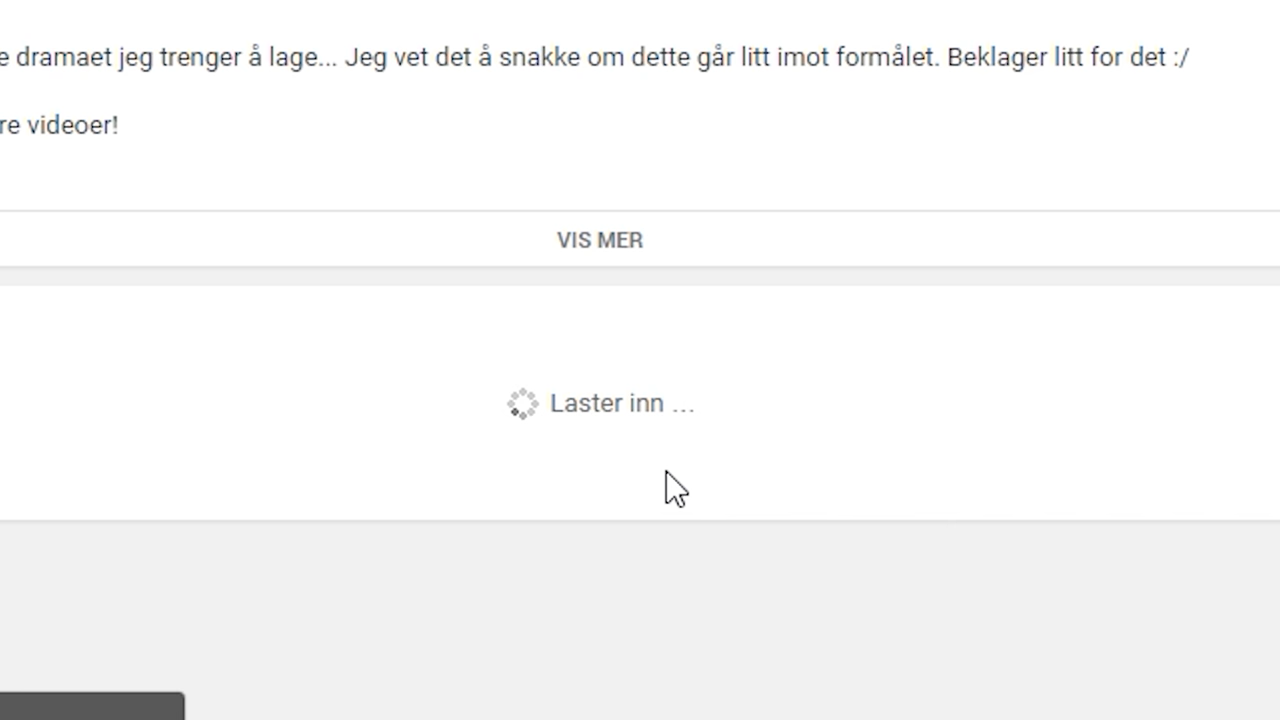 e dramaet jeg trenger å lage... Jeg vet det å snakke om dette går litt imot formålet. Beklager litt for det :/
re videoer!
VIS MER
Laster inn ...